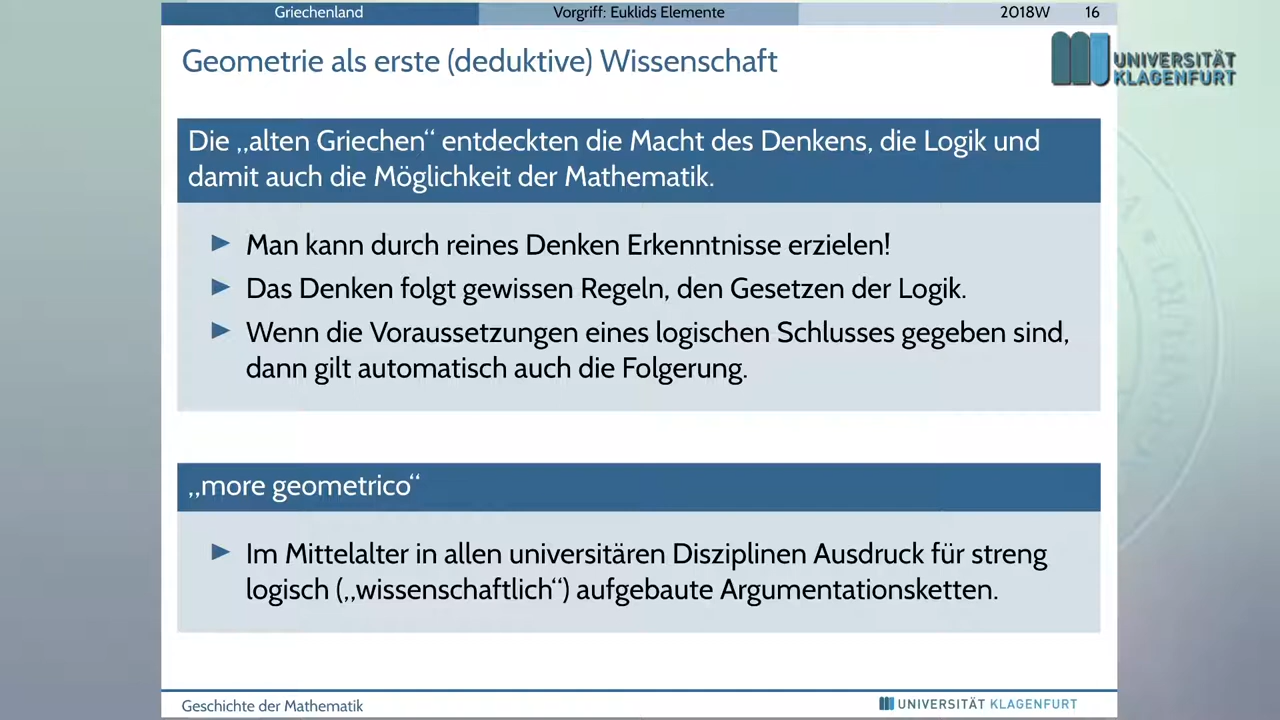 Griechenland Vorgriff: Euklids Elemente 2018W 16
Geometrie als erste (deduktive) Wissenschaft
UNIVERSITÄT
KLAGENFURT
Die „alten Griechen“ entdeckten die Macht des Denkens, die Logik und
damit auch die Möglichkeit der Mathematik.
Man kann durch reines Denken Erkenntnisse erzielen!
Das Denken folgt gewissen Regeln, den Gesetzen der Logik.
Wenn die Voraussetzungen eines logischen Schlusses gegeben sind,
dann gilt automatisch auch die Folgerung.
„more geometrico“
Im Mittelalter in allen universitären Disziplinen Ausdruck für streng
logisch („wissenschaftlich“) aufgebaute Argumentationsketten.
Geschichte der Mathematik
UNIVERSITÄT KLAGENFURT